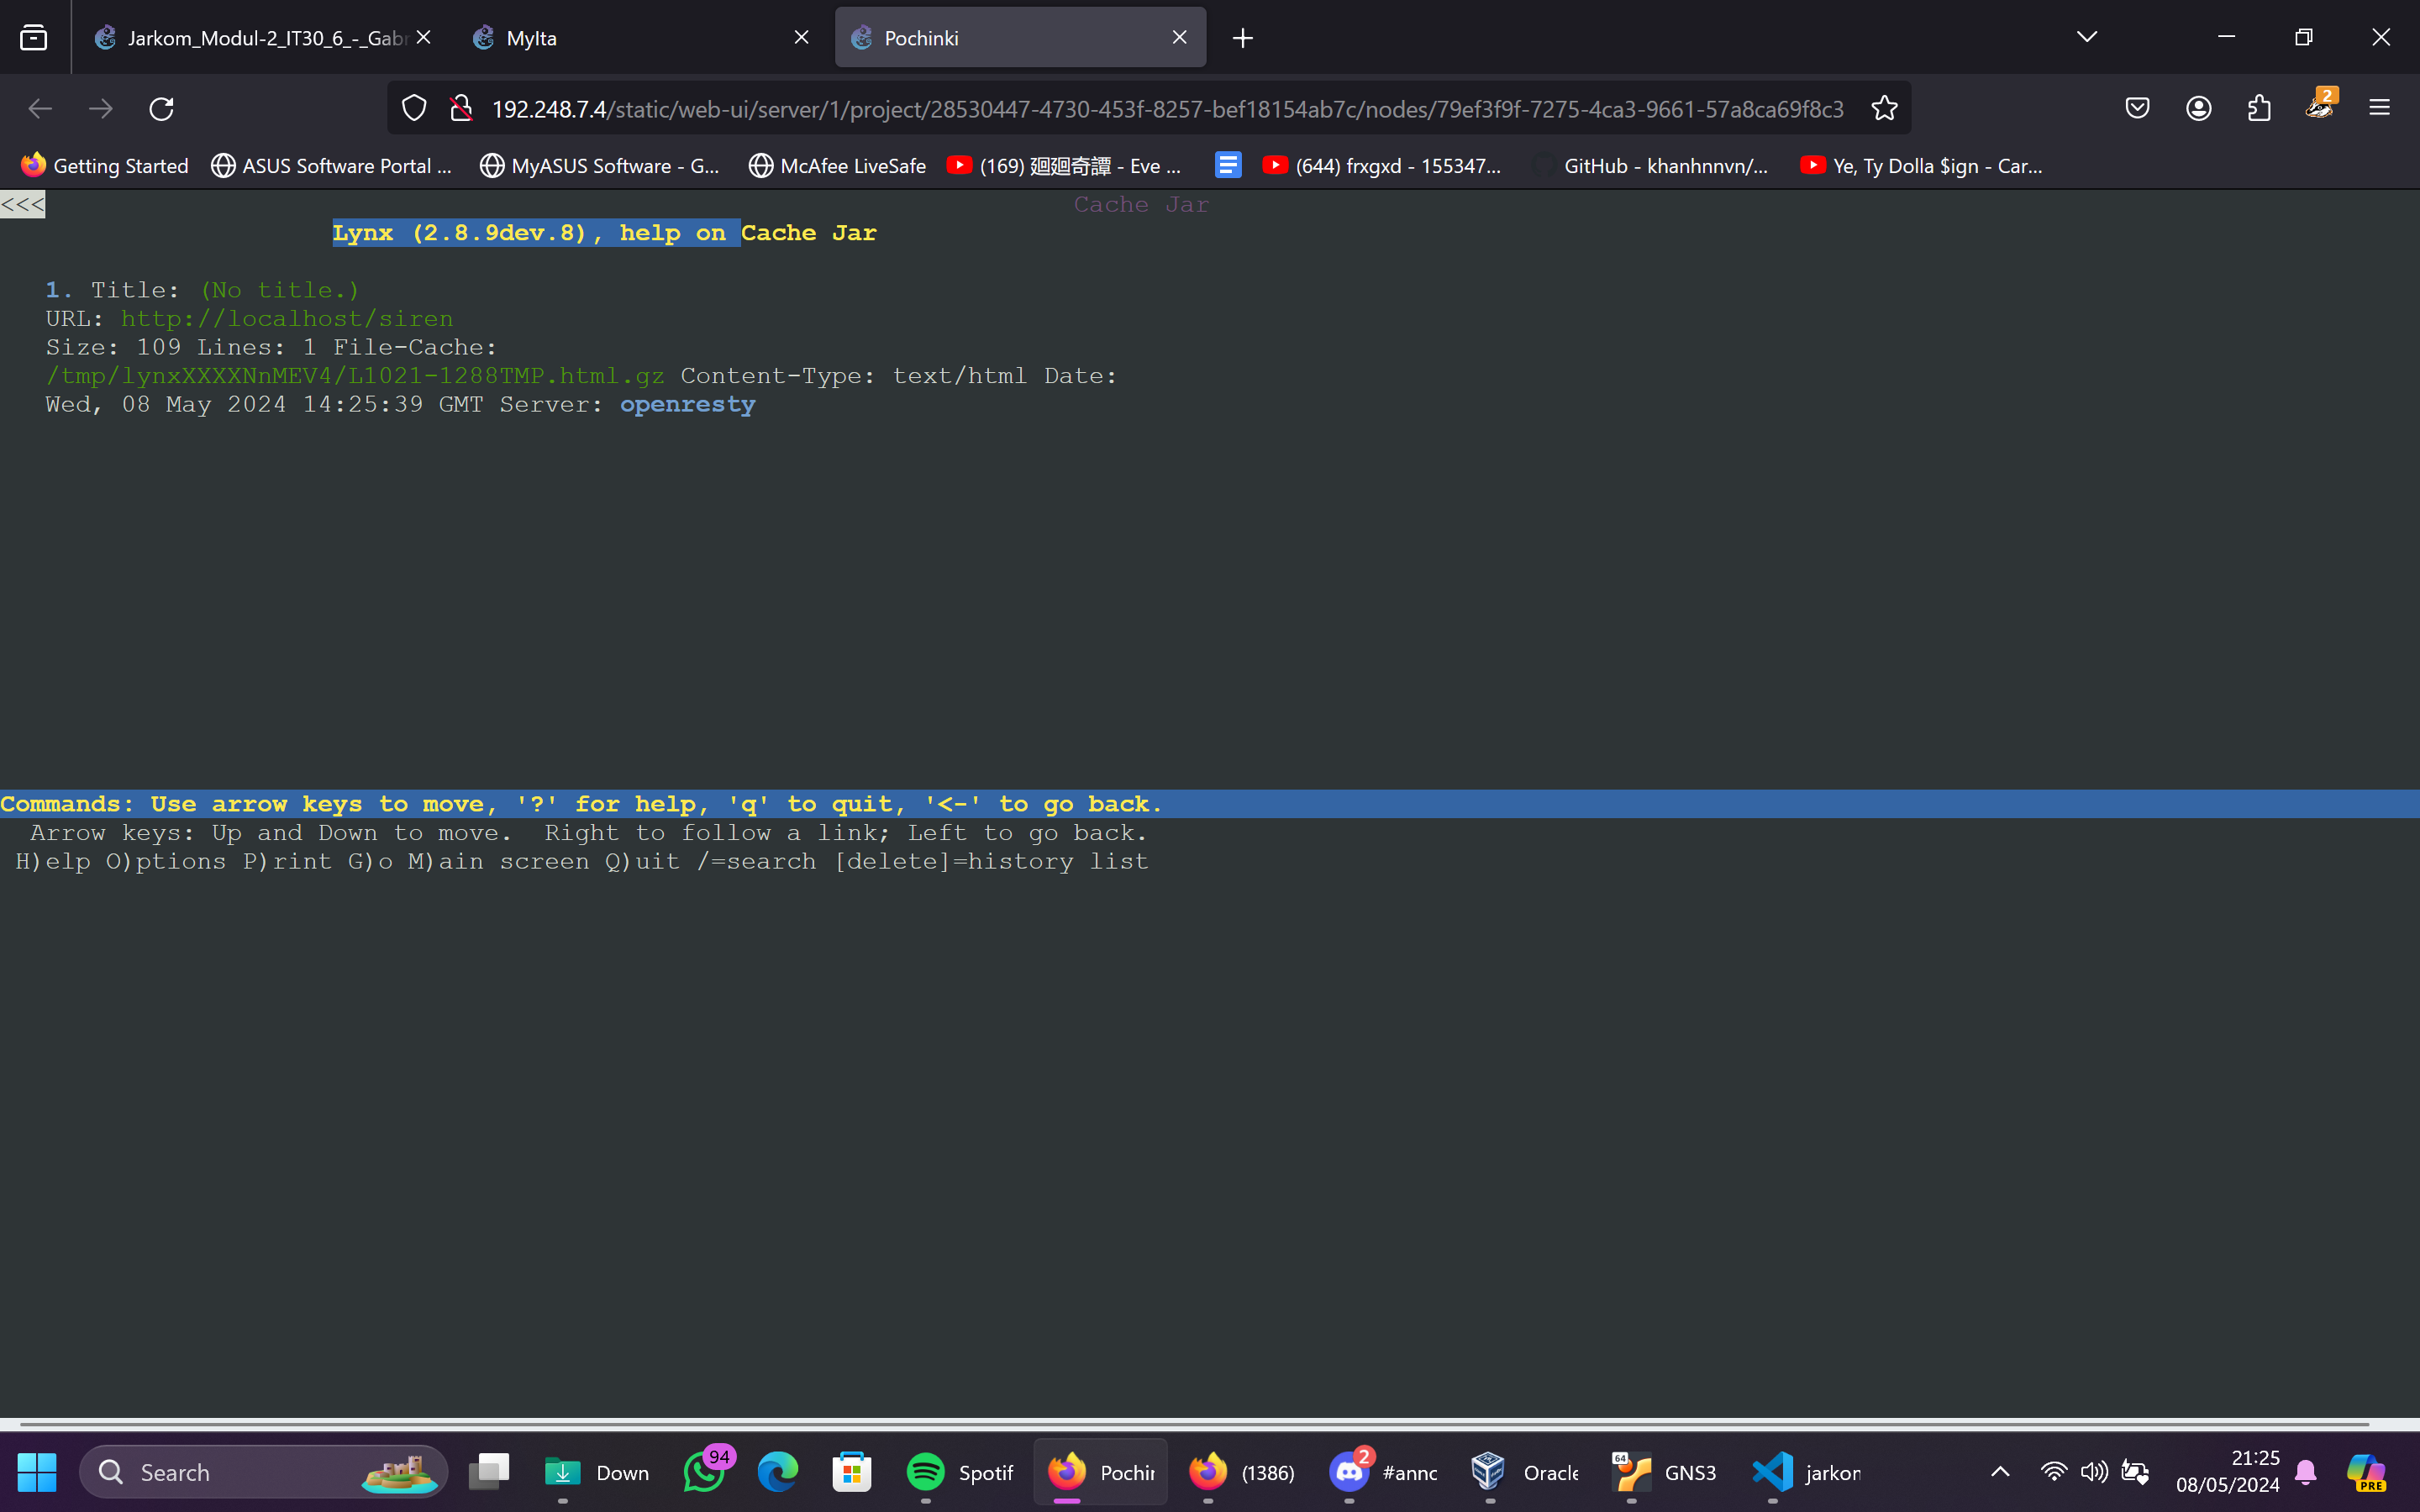 Jarkom_Modul-2_IT30_6_-_Gabr
MyIta
Pochinki
192.248.7.4/static/web-ui/server/1/project/28530447-4730-453f-8257-bef18154ab7c/nodes/79ef3f9f-7275-4ca3-9661-57a8ca69f8c3
2
Getting Started
ASUS Software Portal ...
MyASUS Software - G...
McAfee LiveSafe
(169) 廻廻奇譚 - Eve ...
(644) frxgxd - 155347...
GitHub - khanhnnvn/...
Ye, Ty Dolla $ign - Car...
<<< Cache Jar
Lynx (2.8.9dev.8), help on Cache Jar
1. Title: (No title.)
URL: http://localhost/siren
Size: 109 Lines: 1 File-Cache:
/tmp/lynxXXXXNnMEV4/L1021-1288TMP.html.gz Content-Type: text/html Date:
Wed, 08 May 2024 14:25:39 GMT Server: openresty
Commands: Use arrow keys to move, '?' for help, 'q' to quit, '<-' to go back.
Arrow keys: Up and Down to move. Right to follow a link; Left to go back.
H)elp O)ptions P)rint G)o M)ain screen Q)uit /=search [delete]=history list
Search
Down
94
Spotif
Pochir
(1386)
2
#annc
Oracle
64
GNS3
jarkor
21:25
08/05/2024
PRE